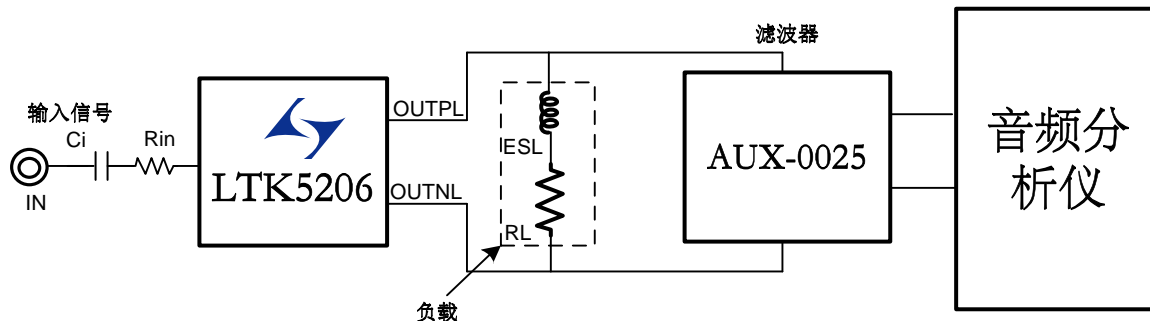 输入信号
Ci
Rin
IN
LTK5206
OUTPL
OUTNL
ESL
RL
负载
滤波器
AUX-0025
音频分
析仪